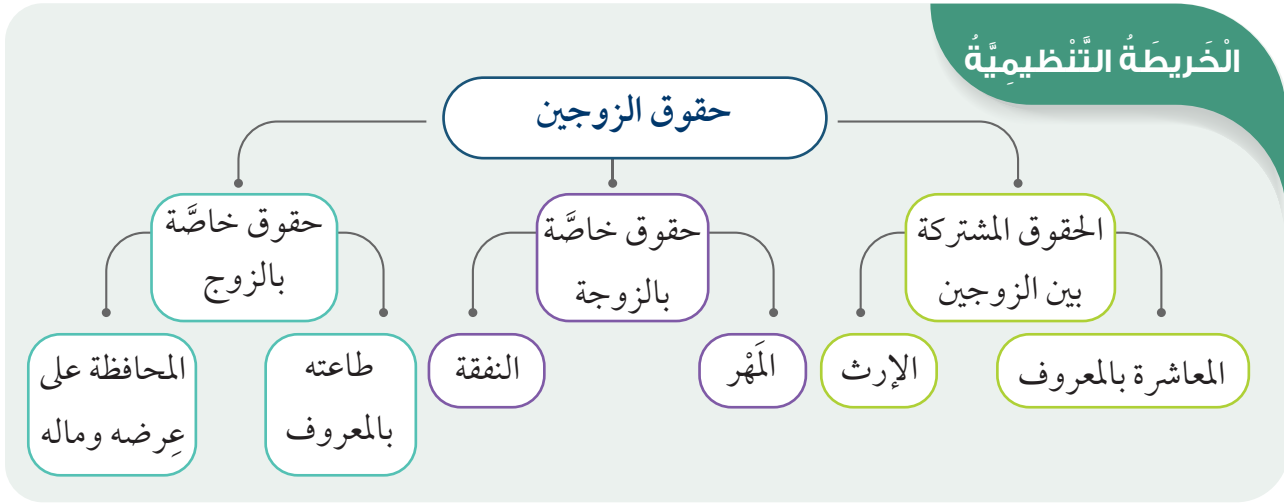 الْخَرِيطَةُ التَّنْظيمِيَّةُ
حقوق الزوجين
الحقوق المشتركة
بين الزوجين
حقوق خاصَّة
بالزوجة
حقوق خاصَّة
بالزوج
المعاشرة بالمعروف
الإرث
المَهْر
النفقة
طاعته
بالمعروف
المحافظة على
عِرضه وماله